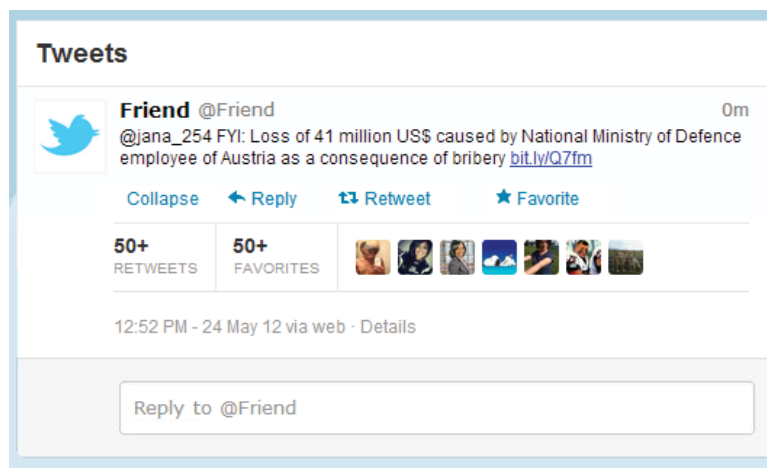 Tweets
Friend @Friend 0m
@jana_254 FYI: Loss of 41 million US$ caused by National Ministry of Defence
employee of Austria as a consequence of bribery bit.ly/Q7fm
Collapse Reply Retweet Favorite
50+ 50+
RETWEETS FAVORITES
12:52 PM - 24 May 12 via web · Details
Reply to @Friend